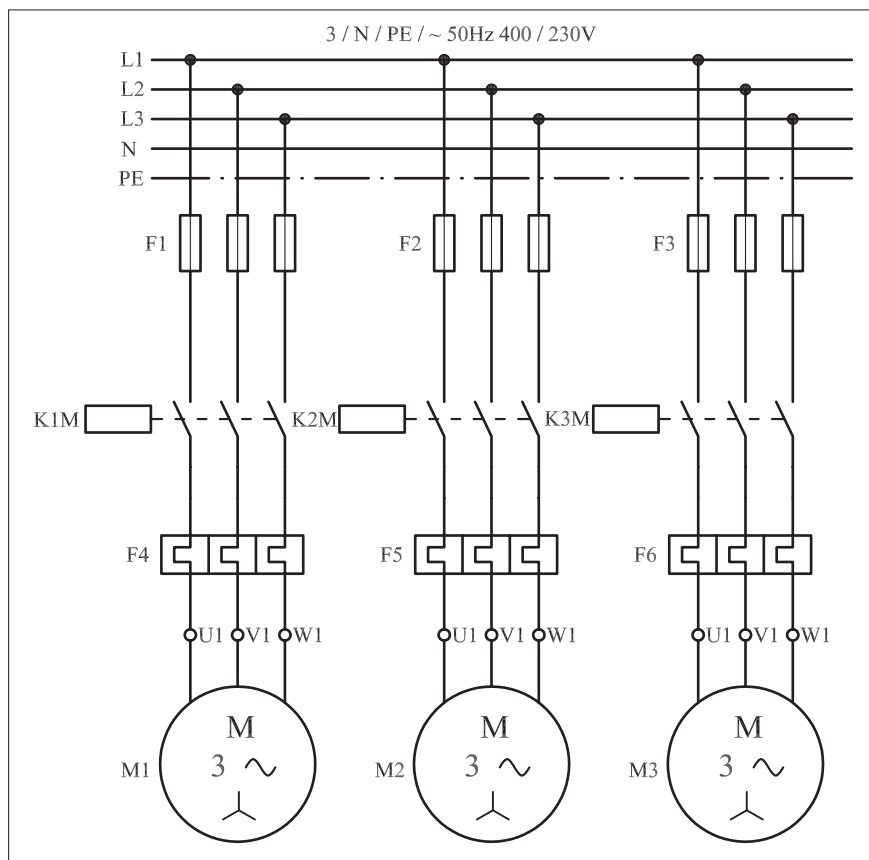 3 / N / PE / ~ 50Hz 400 / 230V
L1
L2
L3
N
PE
F1 F2 F3
K1M K2M K3M
F4 F5 F6
U1 V1 W1 U1 V1 W1 U1 V1 W1
M M M
M1 3 M2 3 M3 3